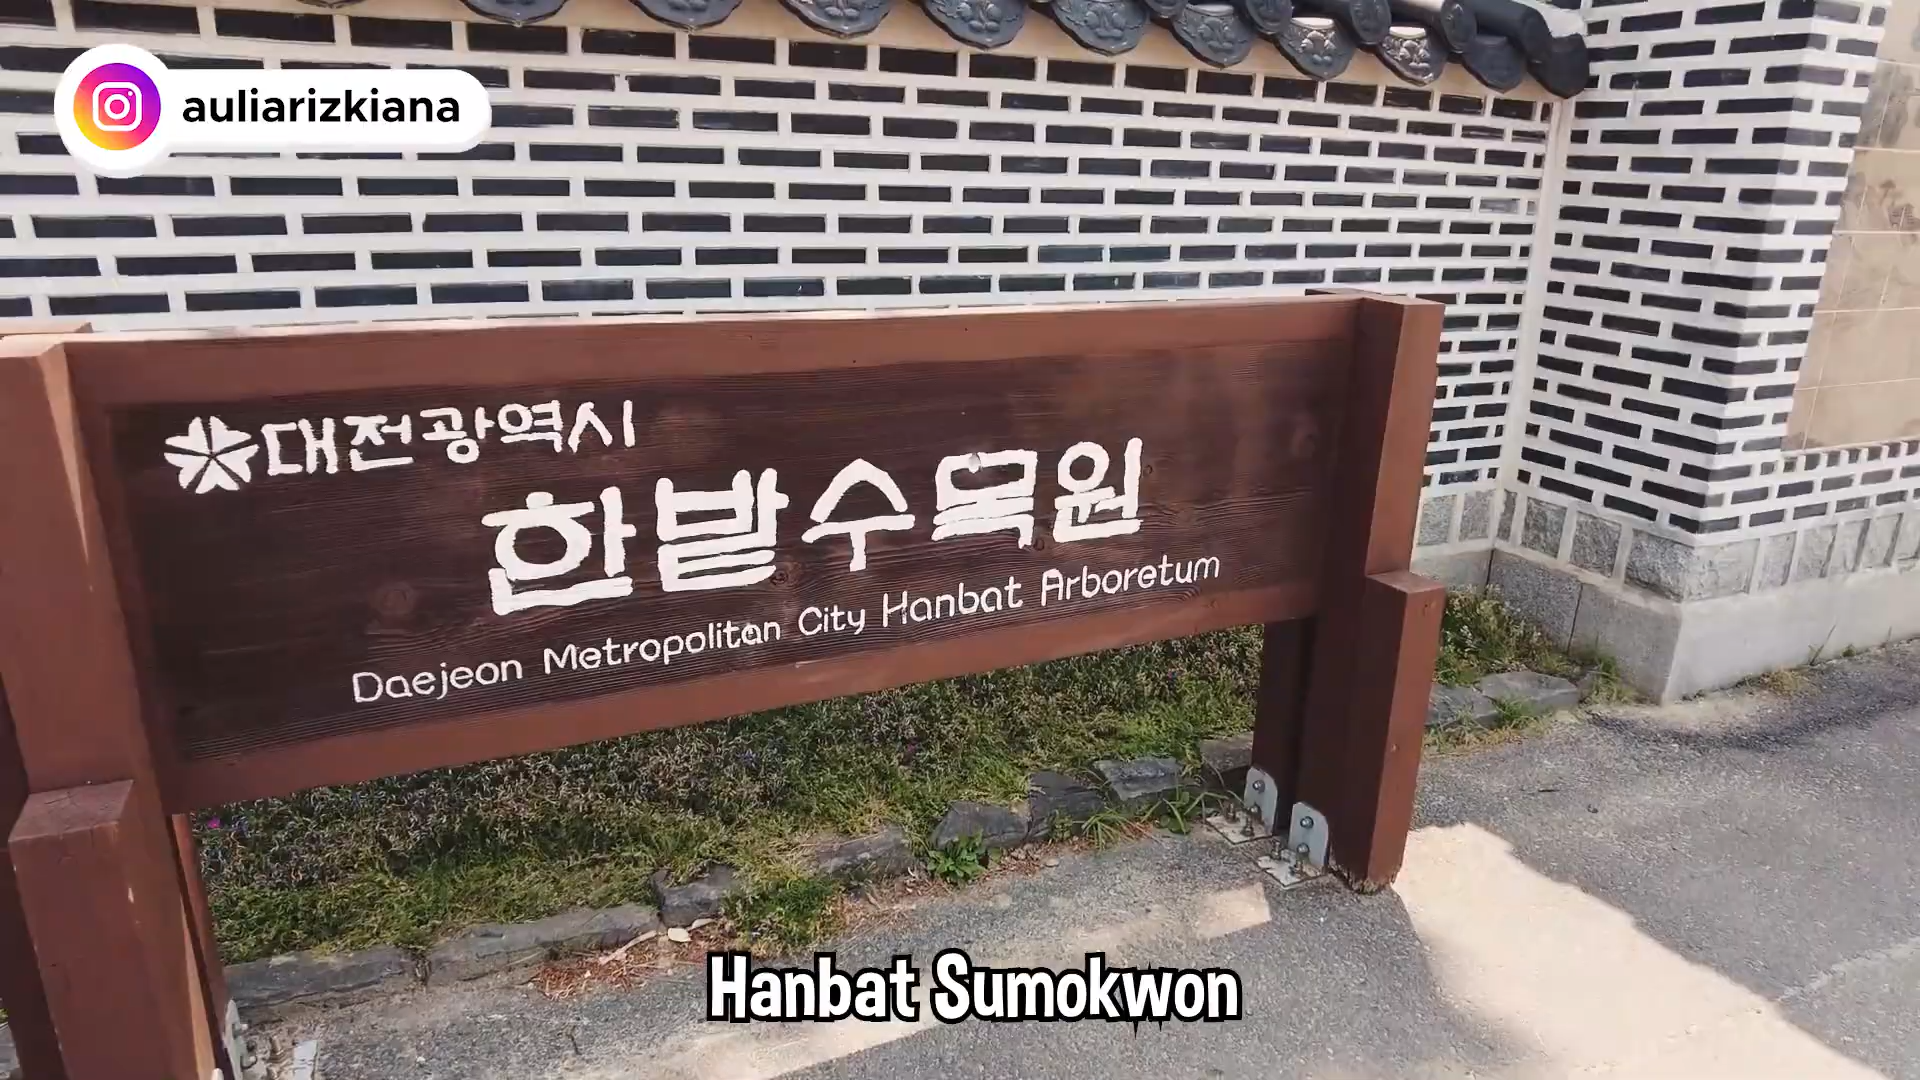 auliarizkiana
대전광역시
한밭수목원
Daejeon Metropolitan City Hanbat Arboretum
Hanbat Sumokwon